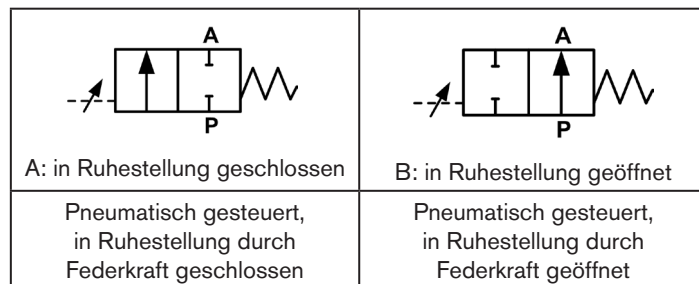 A
P
A: in Ruhestellung geschlossen
A
P
B: in Ruhestellung geöffnet
Pneumatisch gesteuert,
in Ruhestellung durch
Federkraft geschlossen
Pneumatisch gesteuert,
in Ruhestellung durch
Federkraft geöffnet